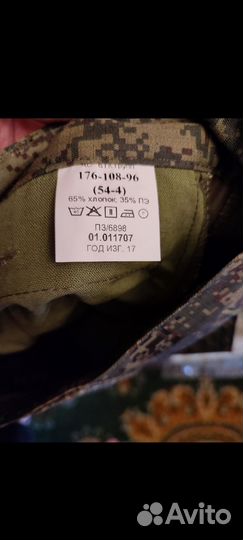 176-108-96
(54-4)
65% хлопок; 35% ПЭ
ПЗ/6898
01.011707
ГОД ИЗГ. 17
Avito